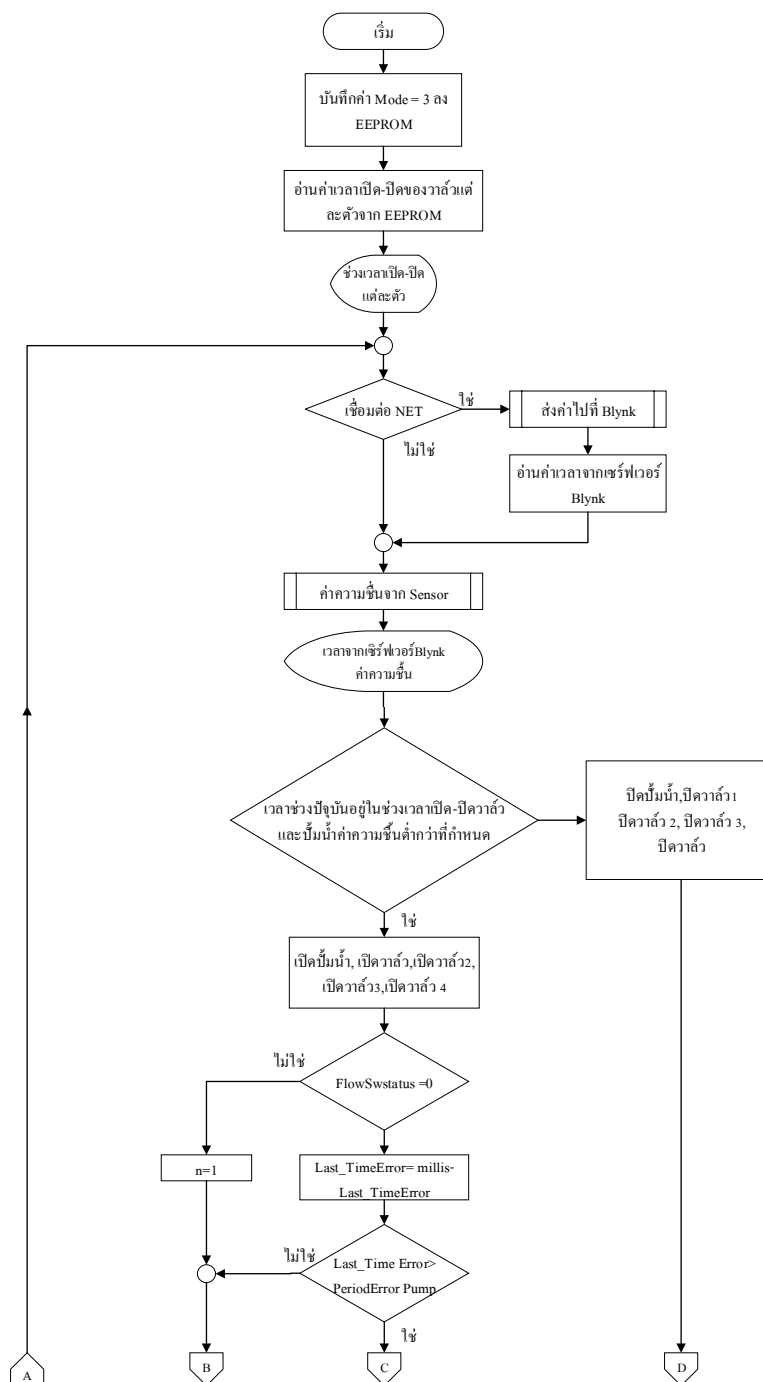 เริ่ม
บันทึกค่า Mode = 3 ลง
EEPROM
อ่านค่าเวลาเปิด-ปิดของวาล์วแต่
ละตัวจาก EEPROM
ช่วงเวลาเปิด-ปิด
แต่ละตัว
เชื่อมต่อ NET
ใช่
ส่งค่าไปที่ Blynk
ไม่ใช่
อ่านค่าเวลาจากเซร์ฟเวอร์
Blynk
ค่าความชื่นจาก Sensor
เวลาจากเซิร์ฟเวอร์Blynk
ค่าความชื้น
เวลาช่วงปัจุบันอยู่ในช่วงเวลาเปิด-ปิดวาล์ว
และปั้มน้ำค่าความชื้นต่ำกว่าที่กำหนด
ปิดปั้มน้ำ,ปิดวาล์ว1
ปิดวาล์ว 2, ปิดวาล์ว 3,
ปิดวาล์ว
ใช่
เปิดปั้มน้ำ, เปิดวาล์ว,เปิดวาล์ว2,
เปิดวาล์ว3,เปิดวาล์ว 4
ไม่ใช่
FlowSwstatus =0
n=1
Last_TimeError= millis-
Last_TimeError
ไม่ใช่
Last_Time Error>
PeriodError Pump
ใช่
A
B
C
D